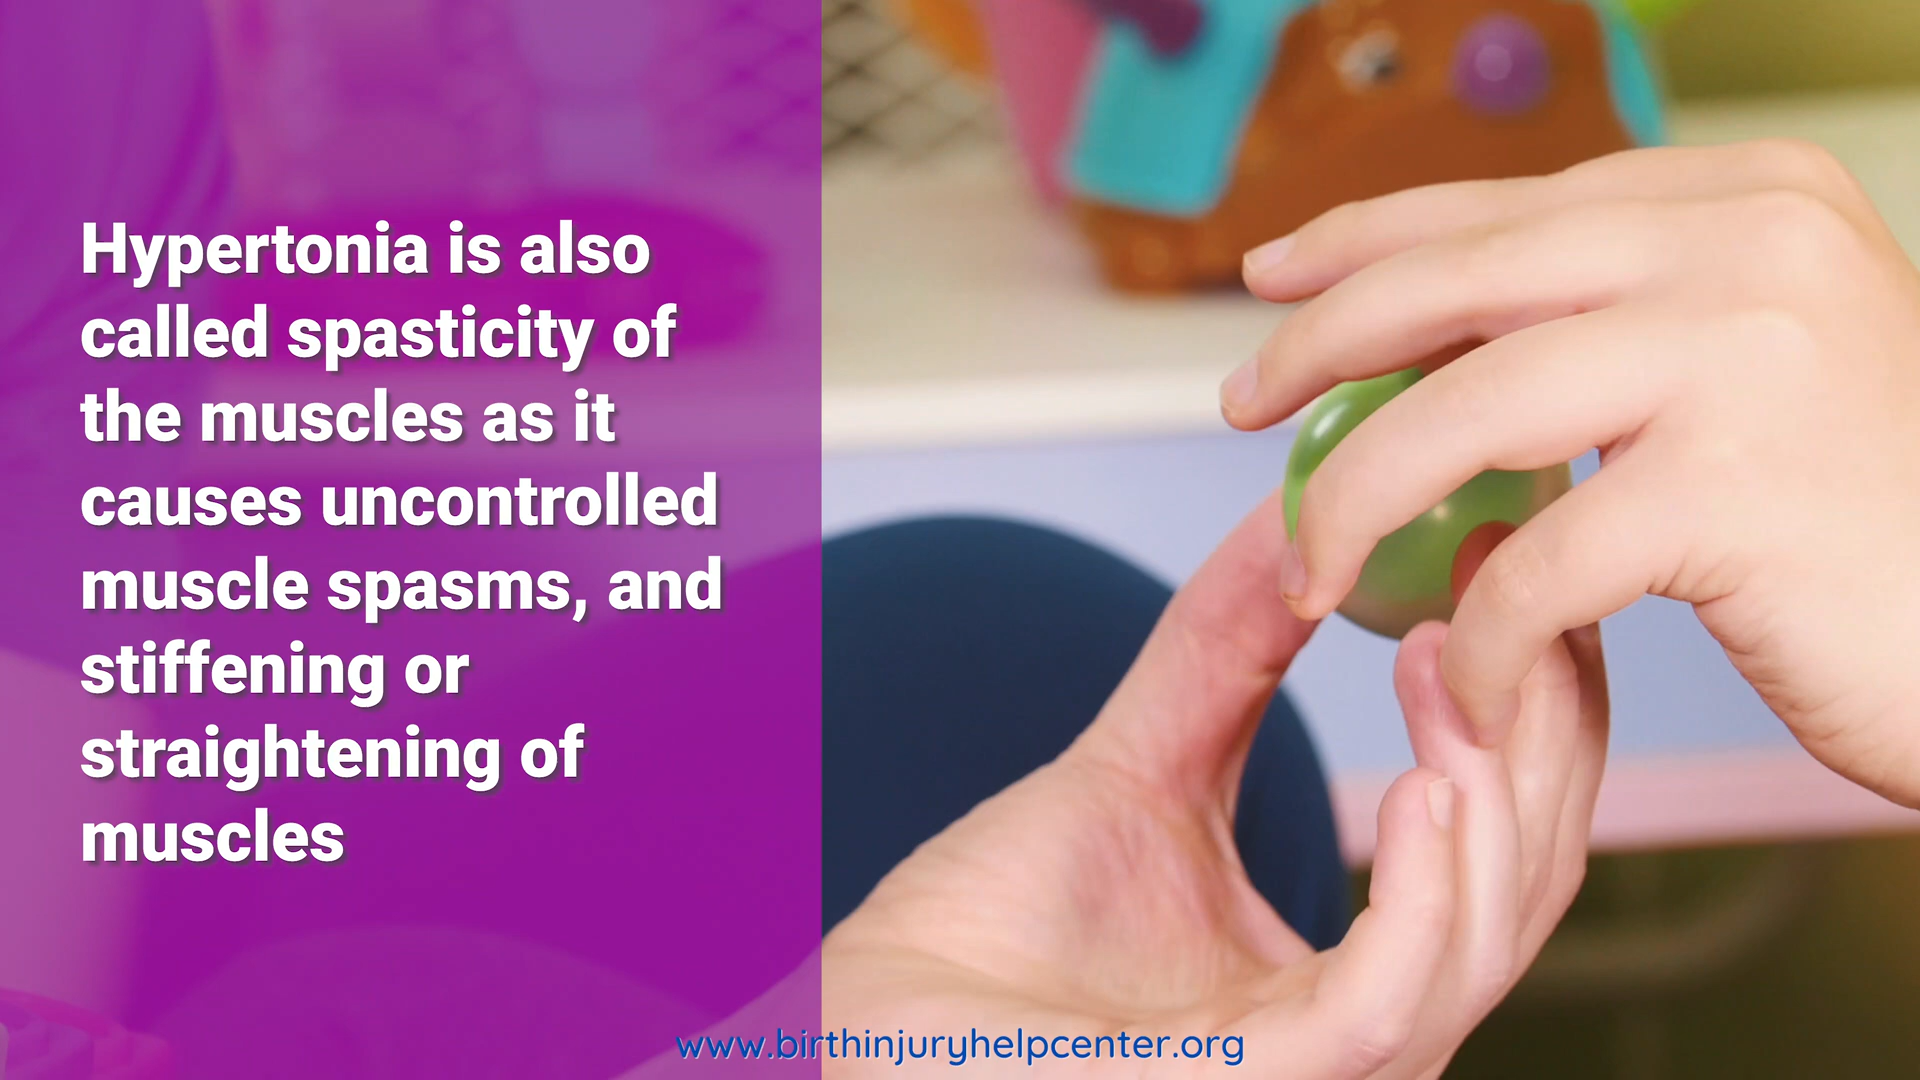 Hypertonia is also
called spasticity of
the muscles as it
causes uncontrolled
muscle spasms, and
stiffening or
straightening of
muscles
www.birthinjuryhelpcenter.org